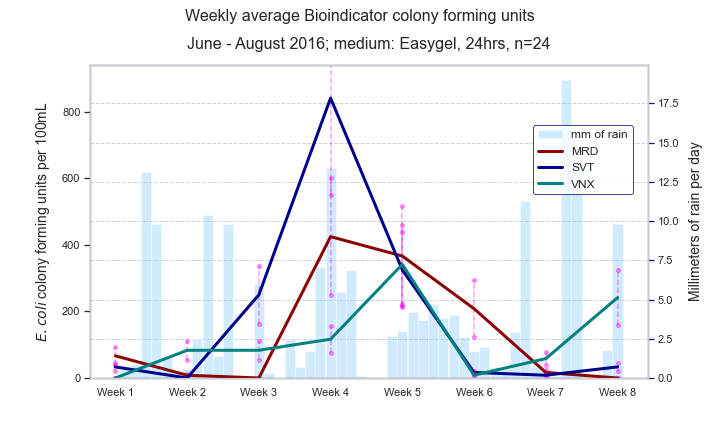 Weekly average Bioindicator colony forming units
June - August 2016; medium: Easygel, 24hrs, n=24
E. coli colony forming units per 100mL
800
600
400
200
0
17.5
15.0
12.5
10.0
7.5
5.0
2.5
0.0
Millimeters of rain per day
mm of rain
MRD
SVT
VNX
Week 1 Week 2 Week 3 Week 4 Week 5 Week 6 Week 7 Week 8